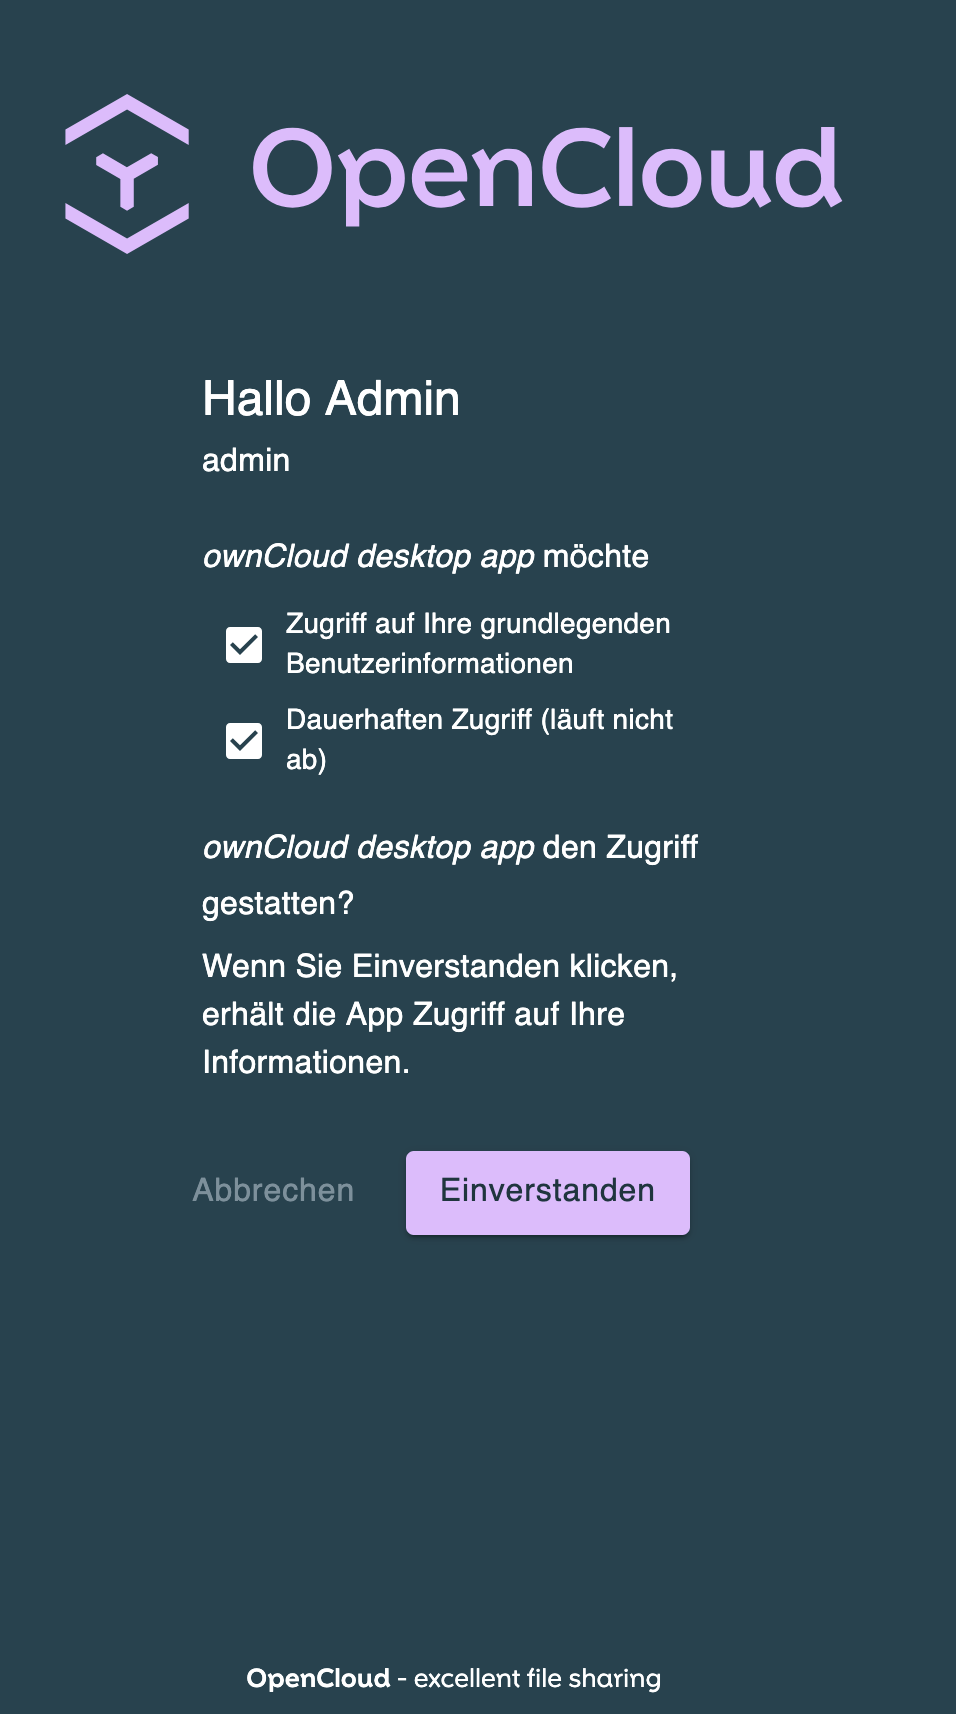 OpenCloud
Hallo Admin
admin
ownCloud desktop app möchte
Zugriff auf Ihre grundlegenden
Benutzerinformationen
Dauerhaften Zugriff (läuft nicht
ab)
ownCloud desktop app den Zugriff
gestatten?
Wenn Sie Einverstanden klicken,
erhält die App Zugriff auf Ihre
Informationen.
Abbrechen
Einverstanden
OpenCloud - excellent file sharing